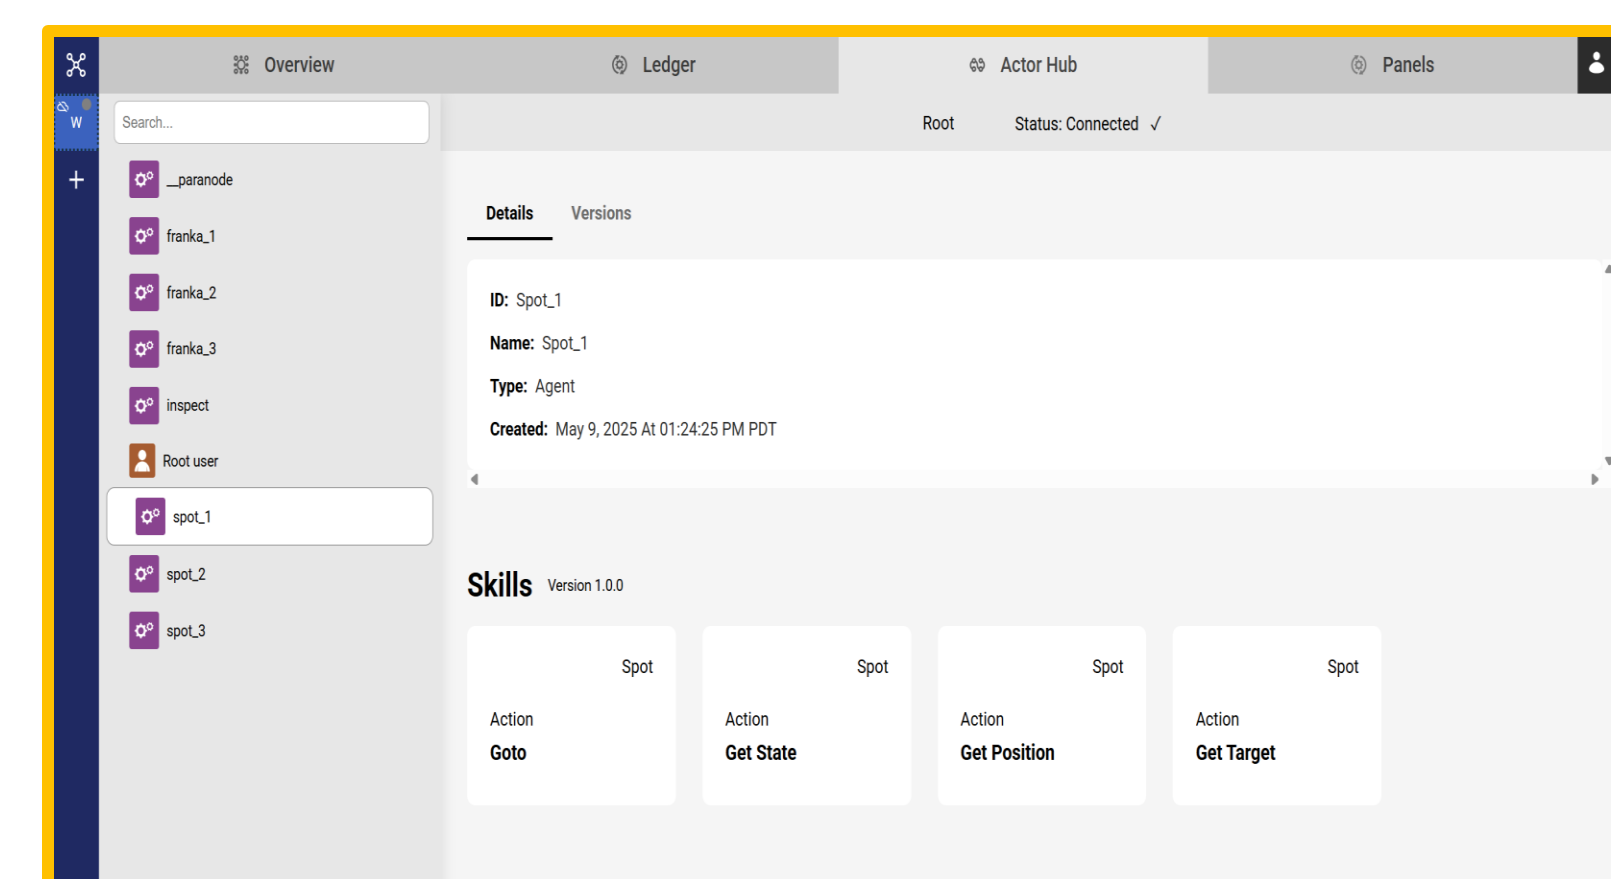 Overview
Ledger
Actor Hub
Panels
W
Search...
Root
Status: Connected ✓
__paranode
franka_1
franka_2
franka_3
inspect
Root user
spot_1
spot_2
spot_3
Details
Versions
ID: Spot_1
Name: Spot_1
Type: Agent
Created: May 9, 2025 At 01:24:25 PM PDT
Skills Version 1.0.0
Spot
Action
Goto
Spot
Action
Get State
Spot
Action
Get Position
Spot
Action
Get Target